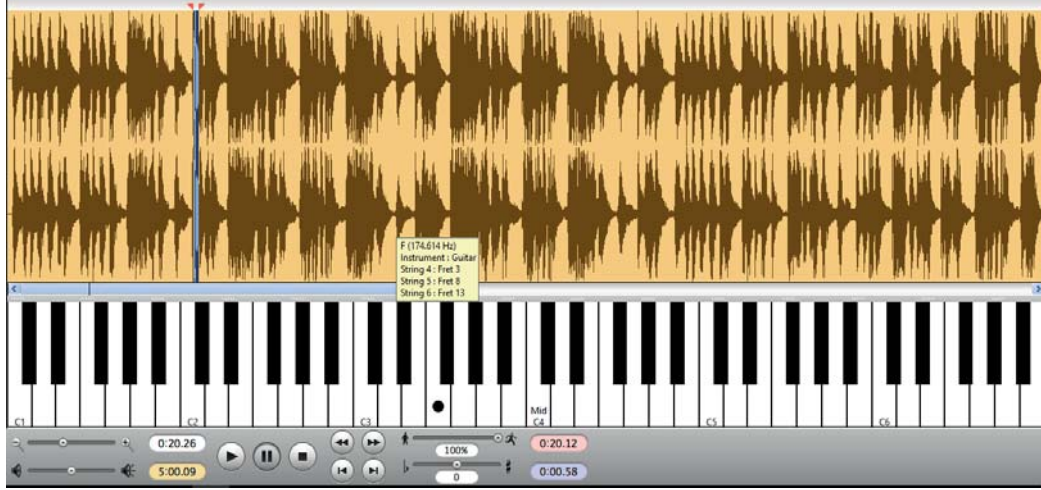 F (174.614 Hz)
Instrument : Guitar
String 4 : Fret 3
String 5 : Fret 8
String 6 : Fret 13
C1 C2 C3 Mid C4 C5 C6
0:20.26 100% 0:20.12
5:00.09 0 0:00.58